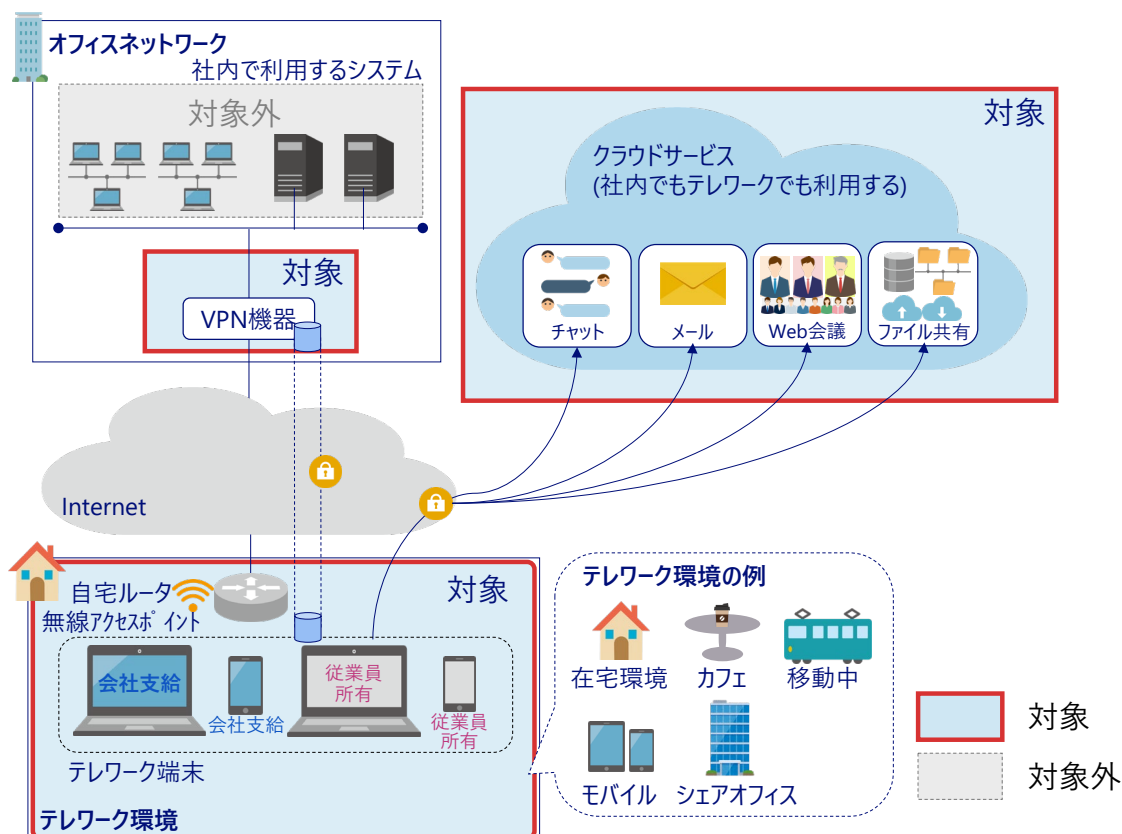 オフィスネットワーク
社内で利用するシステム
対象外
対象
VPN機器
対象
クラウドサービス
(社内でもテレワークでも利用する)
チャット
メール
Web会議
ファイル共有
Internet
対象
自宅ルータ
無線アクセスポイント
会社支給
会社支給
従業員
所有
従業員
所有
テレワーク端末
テレワーク環境
テレワーク環境の例
在宅環境
カフェ
移動中
モバイル
シェアオフィス
対象
対象外